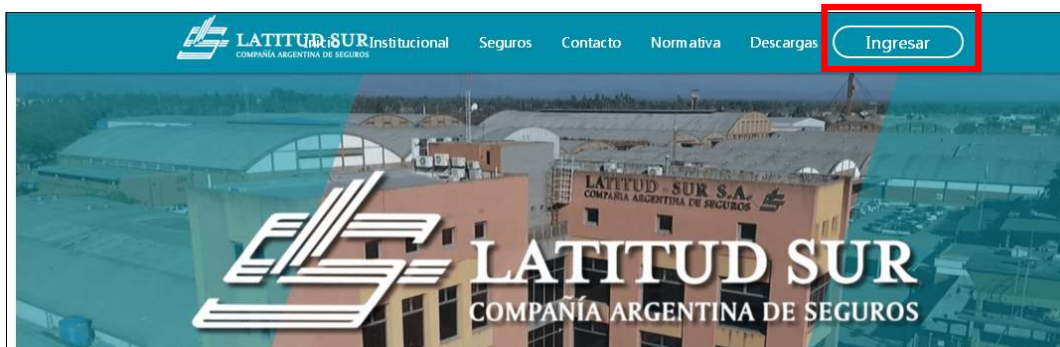 LATITUD SUR
COMPAÑÍA ARGENTINA DE SEGUROS
Inicio Institucional Seguros Contacto Normativa Descargas Ingresar
LATITUD SUR S.A.
COMPAÑIA ARGENTINA DE SEGUROS
LATITUD SUR
COMPAÑÍA ARGENTINA DE SEGUROS